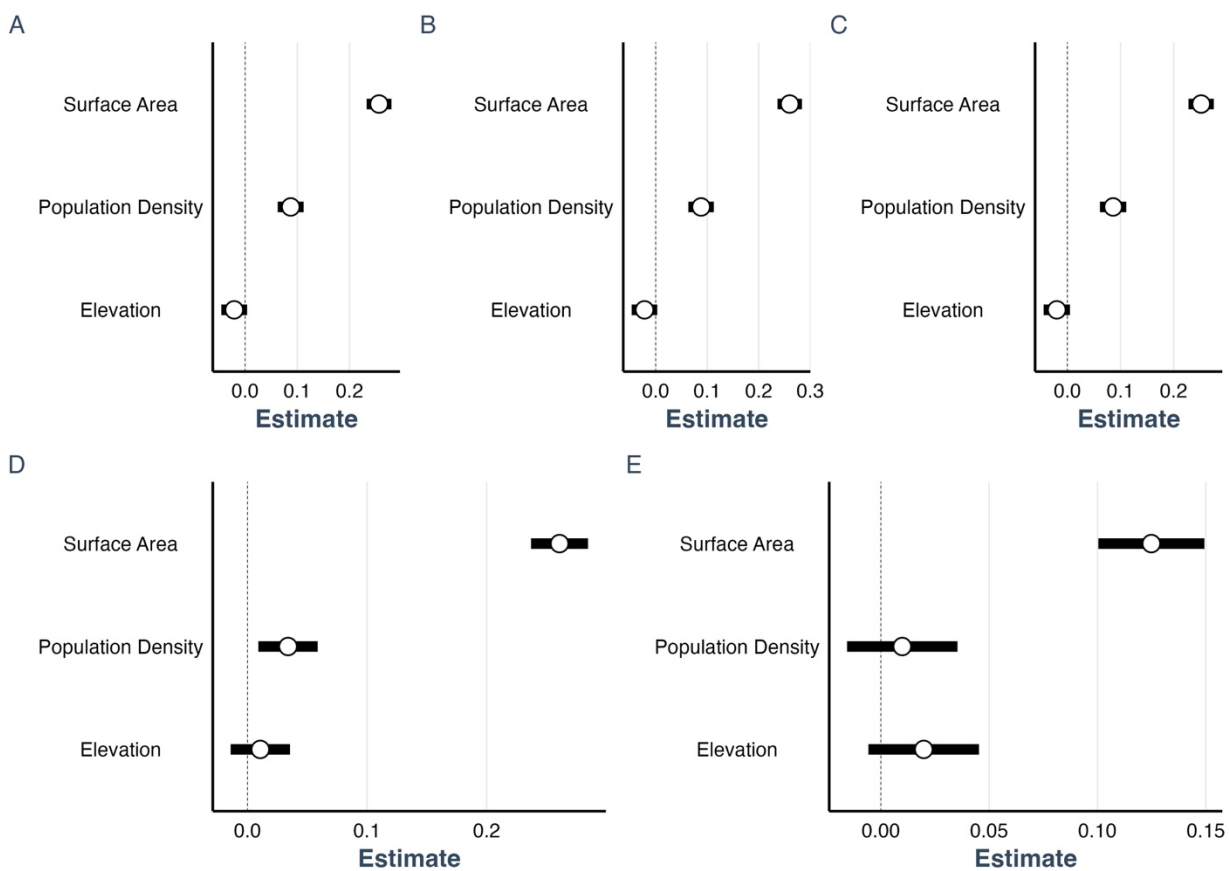 A
Surface Area
Population Density
Elevation
0.0 0.1 0.2
Estimate
B
Surface Area
Population Density
Elevation
0.0 0.1 0.2 0.3
Estimate
C
Surface Area
Population Density
Elevation
0.0 0.1 0.2
Estimate
D
Surface Area
Population Density
Elevation
0.0 0.1 0.2
Estimate
E
Surface Area
Population Density
Elevation
0.00 0.05 0.10 0.15
Estimate